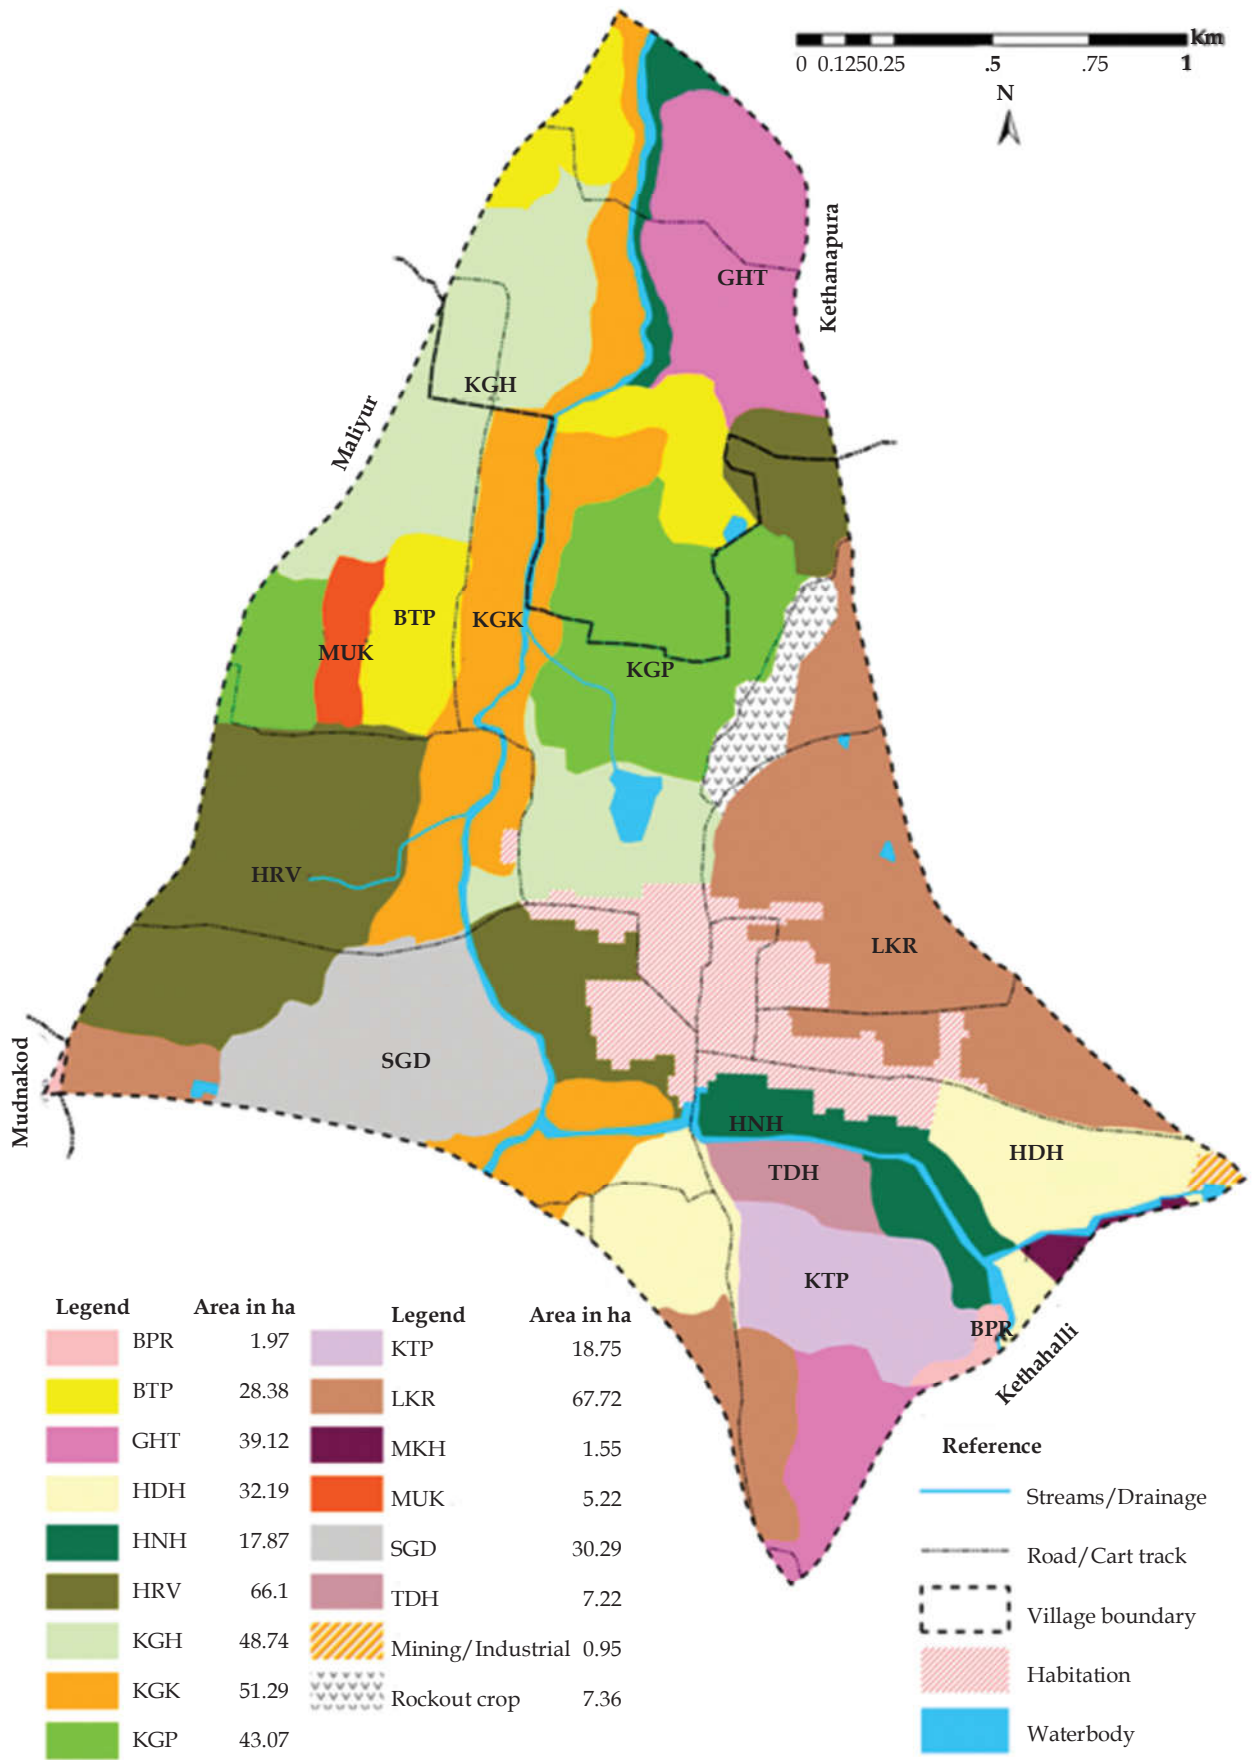 Km
0 0.1250.25 .5 .75 1
N
Kethanapura
GHT
KGH
Maliyur
BTP
KGK
MUK
KGP
HRV
LKR
SGD
Mudnakod
HNH
HDH
TDH
KTP
BPR
Kethahalli
Legend Area in ha
BPR 1.97
BTP 28.38
GHT 39.12
HDH 32.19
HNH 17.87
HRV 66.1
KGH 48.74
KGK 51.29
KGP 43.07
Legend Area in ha
KTP 18.75
LKR 67.72
MKH 1.55
MUK 5.22
SGD 30.29
TDH 7.22
Mining/Industrial 0.95
Rockout crop 7.36
Reference
Streams/Drainage
Road/Cart track
Village boundary
Habitation
Waterbody